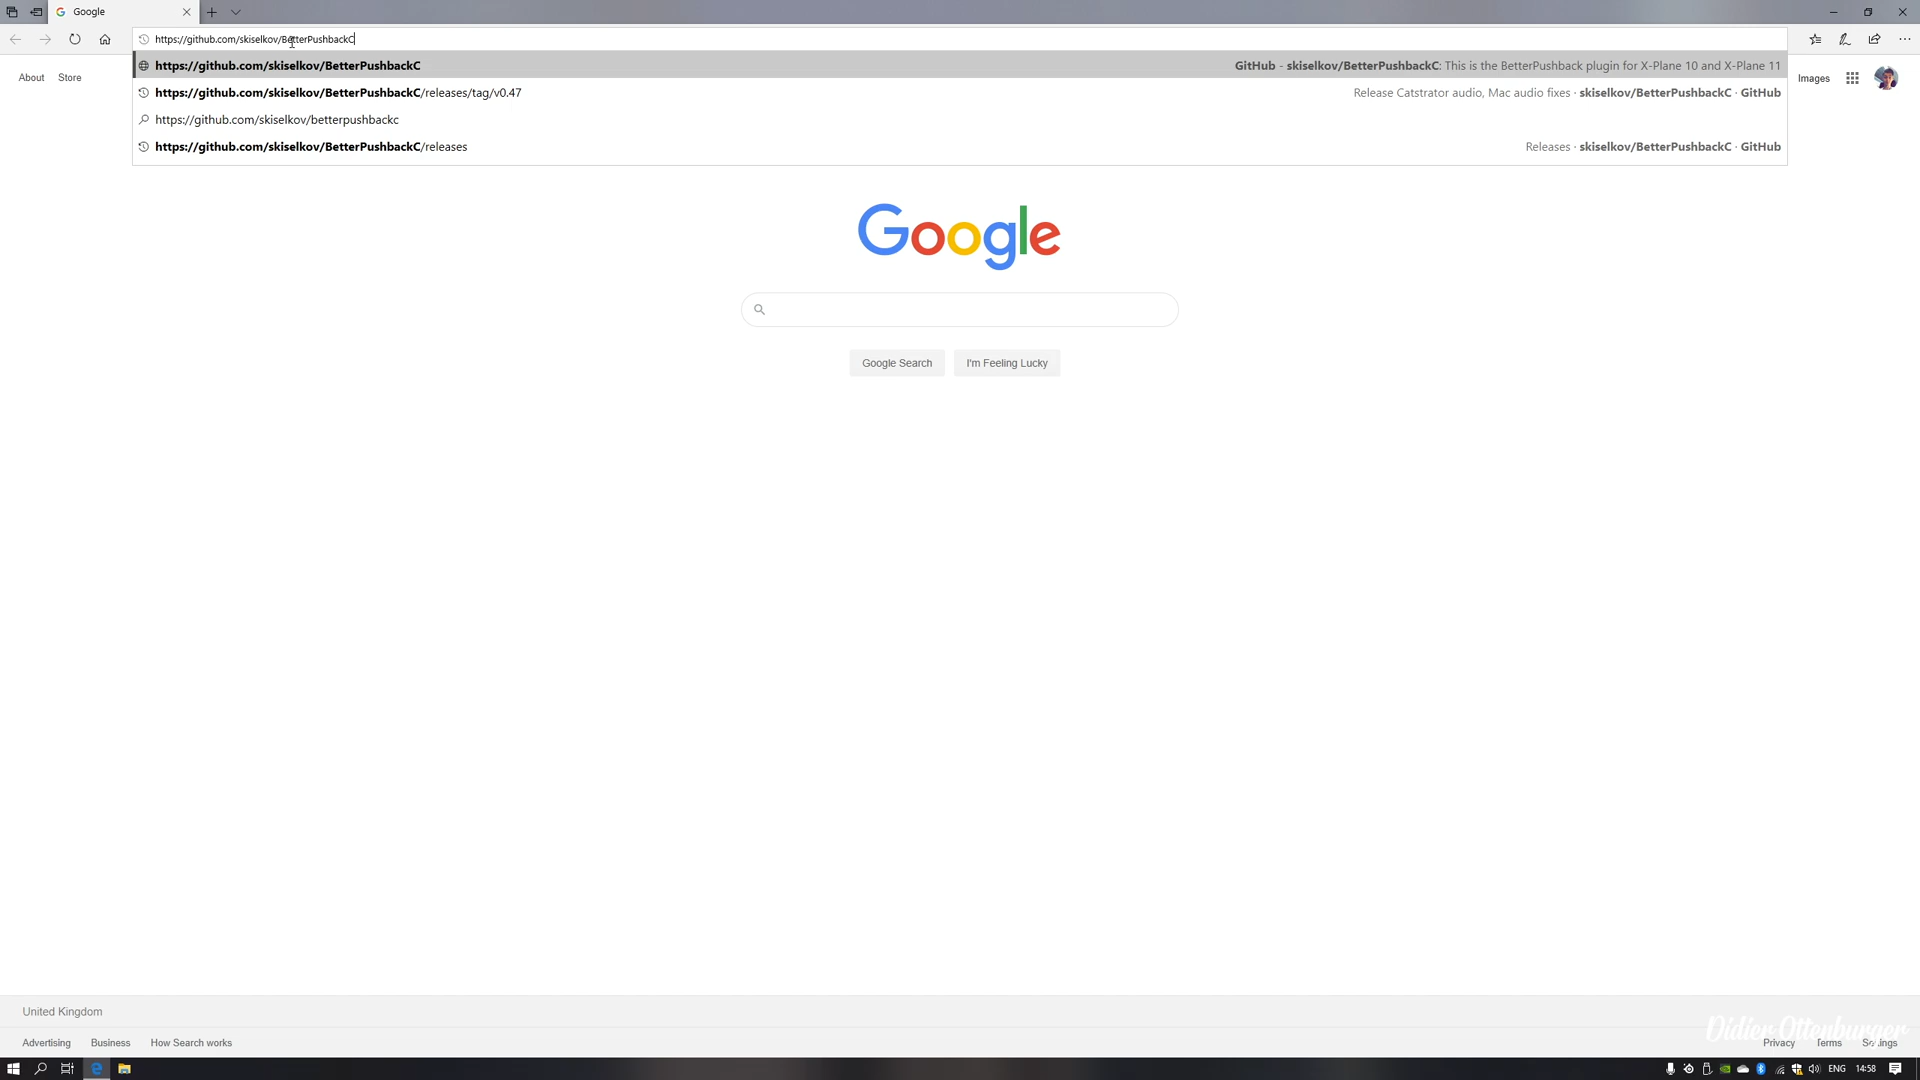 Google
https://github.com/skiselkov/BetterPushbackC
https://github.com/skiselkov/BetterPushbackC GitHub - skiselkov/BetterPushbackC: This is the BetterPushback plugin for X-Plane 10 and X-Plane 11
https://github.com/skiselkov/BetterPushbackC/releases/tag/v0.47 Release Catstrator audio, Mac audio fixes · skiselkov/BetterPushbackC · GitHub
https://github.com/skiselkov/betterpushbackc
https://github.com/skiselkov/BetterPushbackC/releases Releases · skiselkov/BetterPushbackC · GitHub
About Store Images
Google
Google Search I'm Feeling Lucky
United Kingdom
Didier Ottenburger
Advertising Business How Search works Privacy Terms
ENG 14:58